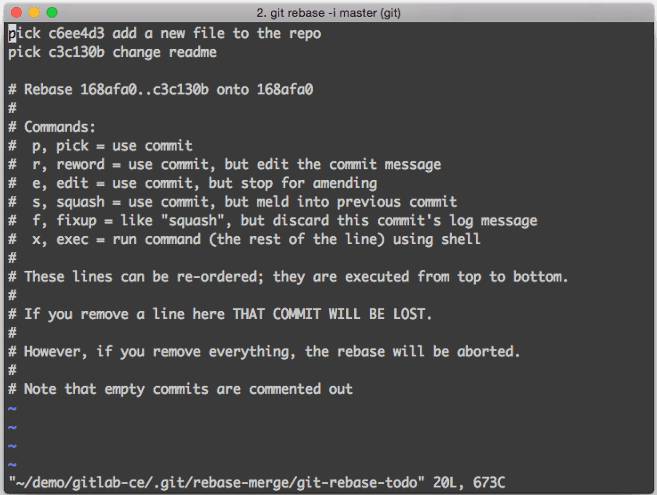 2. git rebase -i master (git)
pick c6ee4d3 add a new file to the repo
pick c3c130b change readme

# Rebase 168afa0..c3c130b onto 168afa0
#
# Commands:
#  p, pick = use commit
#  r, reword = use commit, but edit the commit message
#  e, edit = use commit, but stop for amending
#  s, squash = use commit, but meld into previous commit
#  f, fixup = like "squash", but discard this commit's log message
#  x, exec = run command (the rest of the line) using shell
#
# These lines can be re-ordered; they are executed from top to bottom.
#
# If you remove a line here THAT COMMIT WILL BE LOST.
#
# However, if you remove everything, the rebase will be aborted.
#
# Note that empty commits are commented out
~
~
~
~
"~/demo/gitlab-ce/.git/rebase-merge/git-rebase-todo" 20L, 673C